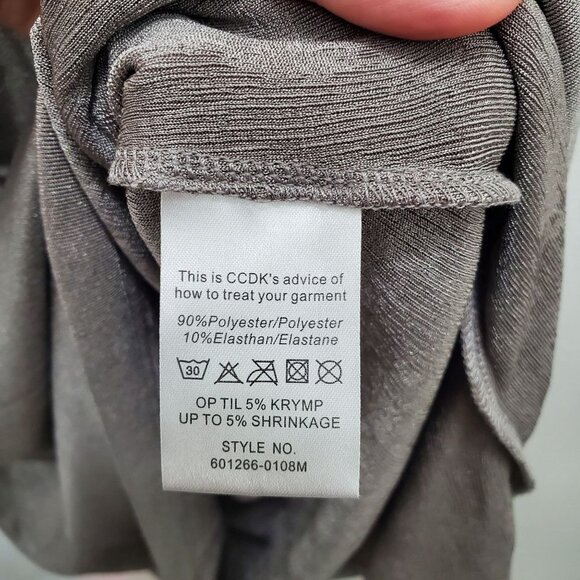 This is CCDK's advice of
how to treat your garment
90%Polyester/Polyester
10%Elasthan/Elastane
30
OP TIL 5% KRYMP
UP TO 5% SHRINKAGE
STYLE NO.
601266-0108M